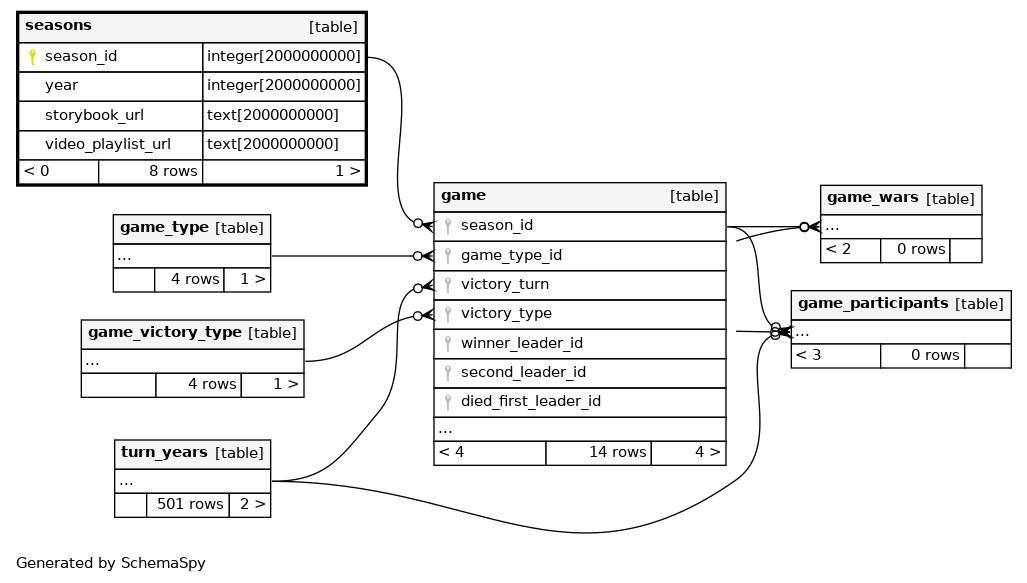 seasons [table]
season_id integer[2000000000]
year integer[2000000000]
storybook_url text[2000000000]
video_playlist_url text[2000000000]
< 0 8 rows 1 >
game_type [table]
...
4 rows 1 >
game_victory_type [table]
...
4 rows 1 >
turn_years [table]
...
501 rows 2 >
game [table]
season_id
game_type_id
victory_turn
victory_type
winner_leader_id
second_leader_id
died_first_leader_id
...
< 4 14 rows 4 >
game_wars [table]
...
< 2 0 rows
game_participants [table]
...
< 3 0 rows
Generated by SchemaSpy